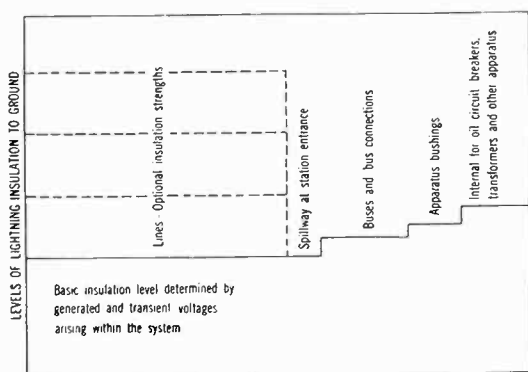 LEVELS OF LIGHTNING INSULATION TO GROUND
Lines - Optional insulation strengths
Spillway at station entrance
Buses and bus connections
Apparatus bushings
Internal for oil circuit breakers,
transformers and other apparatus
Basic insulation level determined by
generated and transient voltages
arising within the system